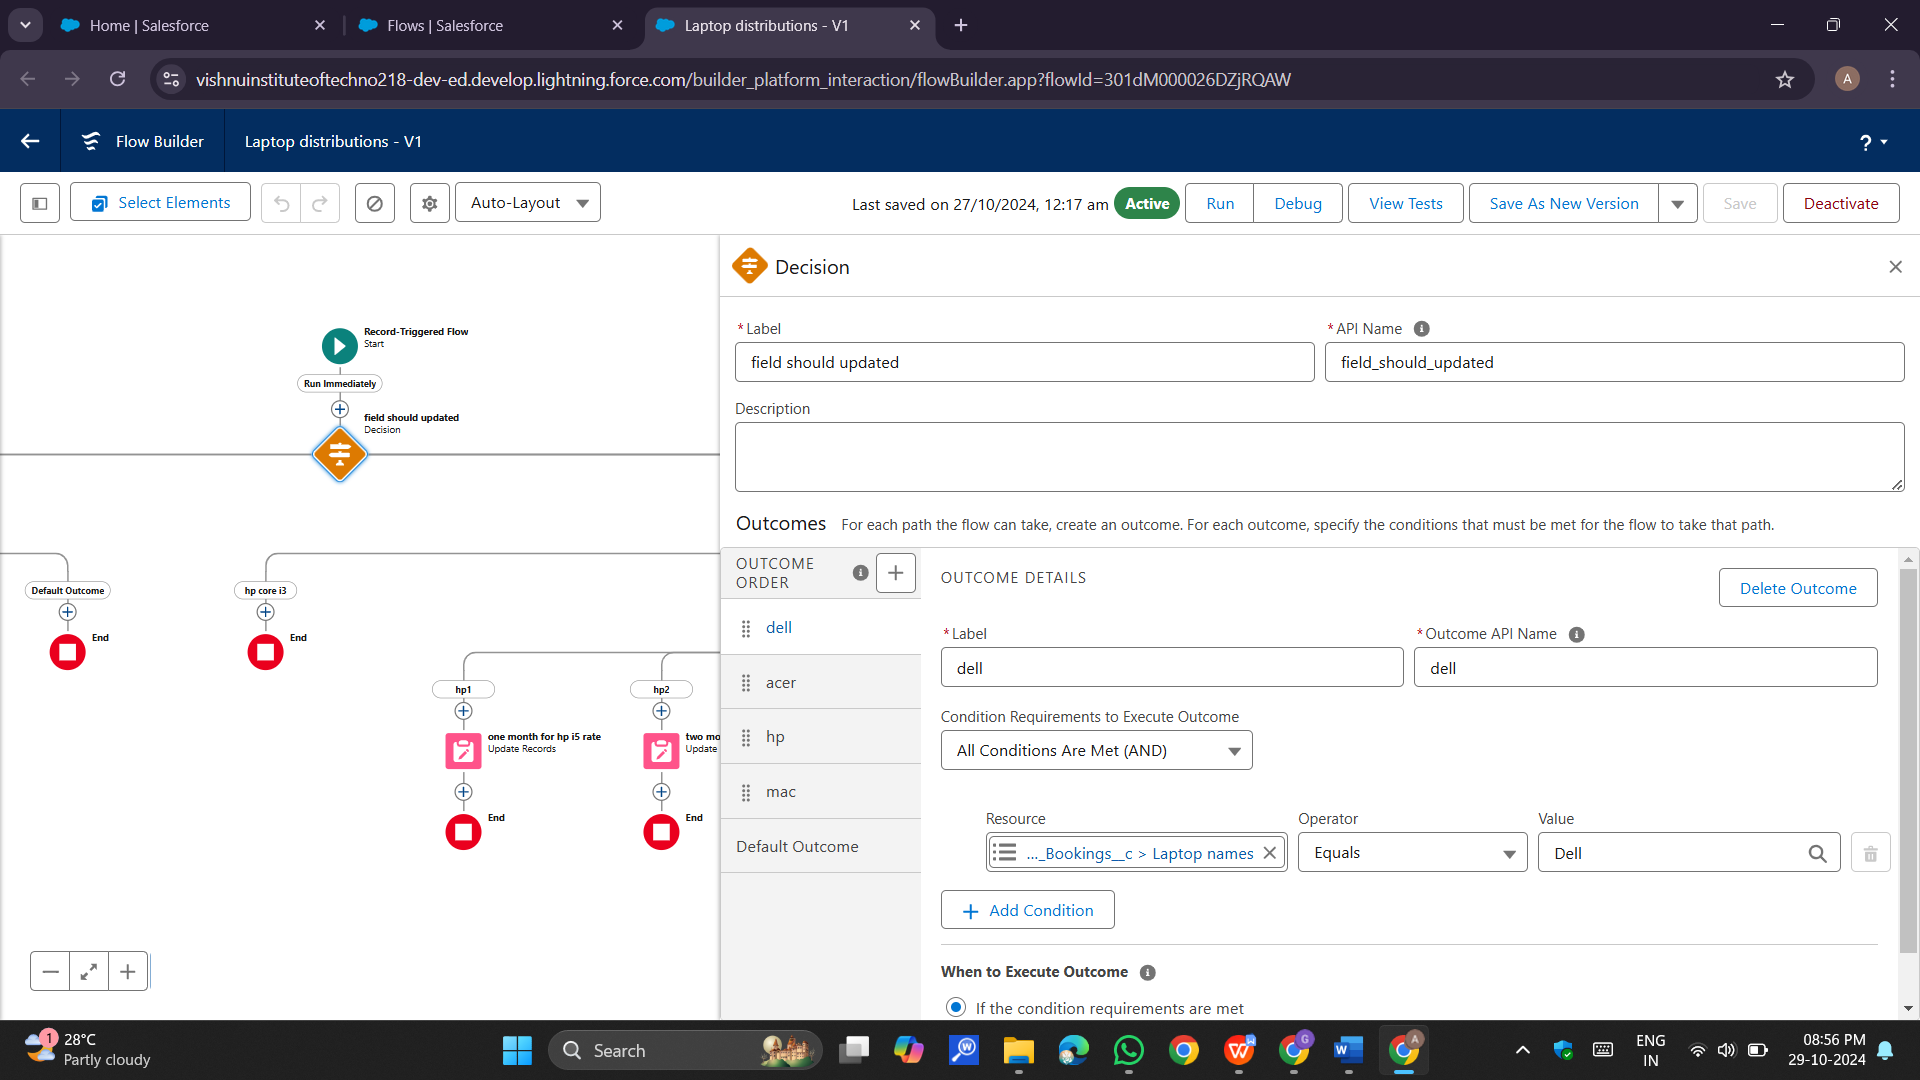 Home | Salesforce
Flows | Salesforce
Laptop distributions - V1
vishnuinstituteoftechno218-dev-ed.develop.lightning.force.com/builder_platform_interaction/flowBuilder.app?flowId=301dM000026DZjRQAW
A
Flow Builder
Laptop distributions - V1
?
Select Elements
Auto-Layout
Last saved on 27/10/2024, 12:17 am
Active
Run
Debug
View Tests
Save As New Version
Save
Deactivate
Record-Triggered Flow
Start
Run Immediately
field should updated
Decision
Default Outcome
End
hp core i3
End
hp1
one month for hp i5 rate
Update Records
End
hp2
two mo
Update
End
Decision
*Label
field should updated
*API Name
field_should_updated
Description
Outcomes For each path the flow can take, create an outcome. For each outcome, specify the conditions that must be met for the flow to take that path.
OUTCOME
ORDER
dell
acer
hp
mac
Default Outcome
OUTCOME DETAILS
Delete Outcome
*Label
dell
*Outcome API Name
dell
Condition Requirements to Execute Outcome
All Conditions Are Met (AND)
Resource
..._Bookings__c > Laptop names
Operator
Equals
Value
Dell
Add Condition
When to Execute Outcome
If the condition requirements are met
1
28°C
Partly cloudy
Search
G
A
ENG
IN
08:56 PM
29-10-2024